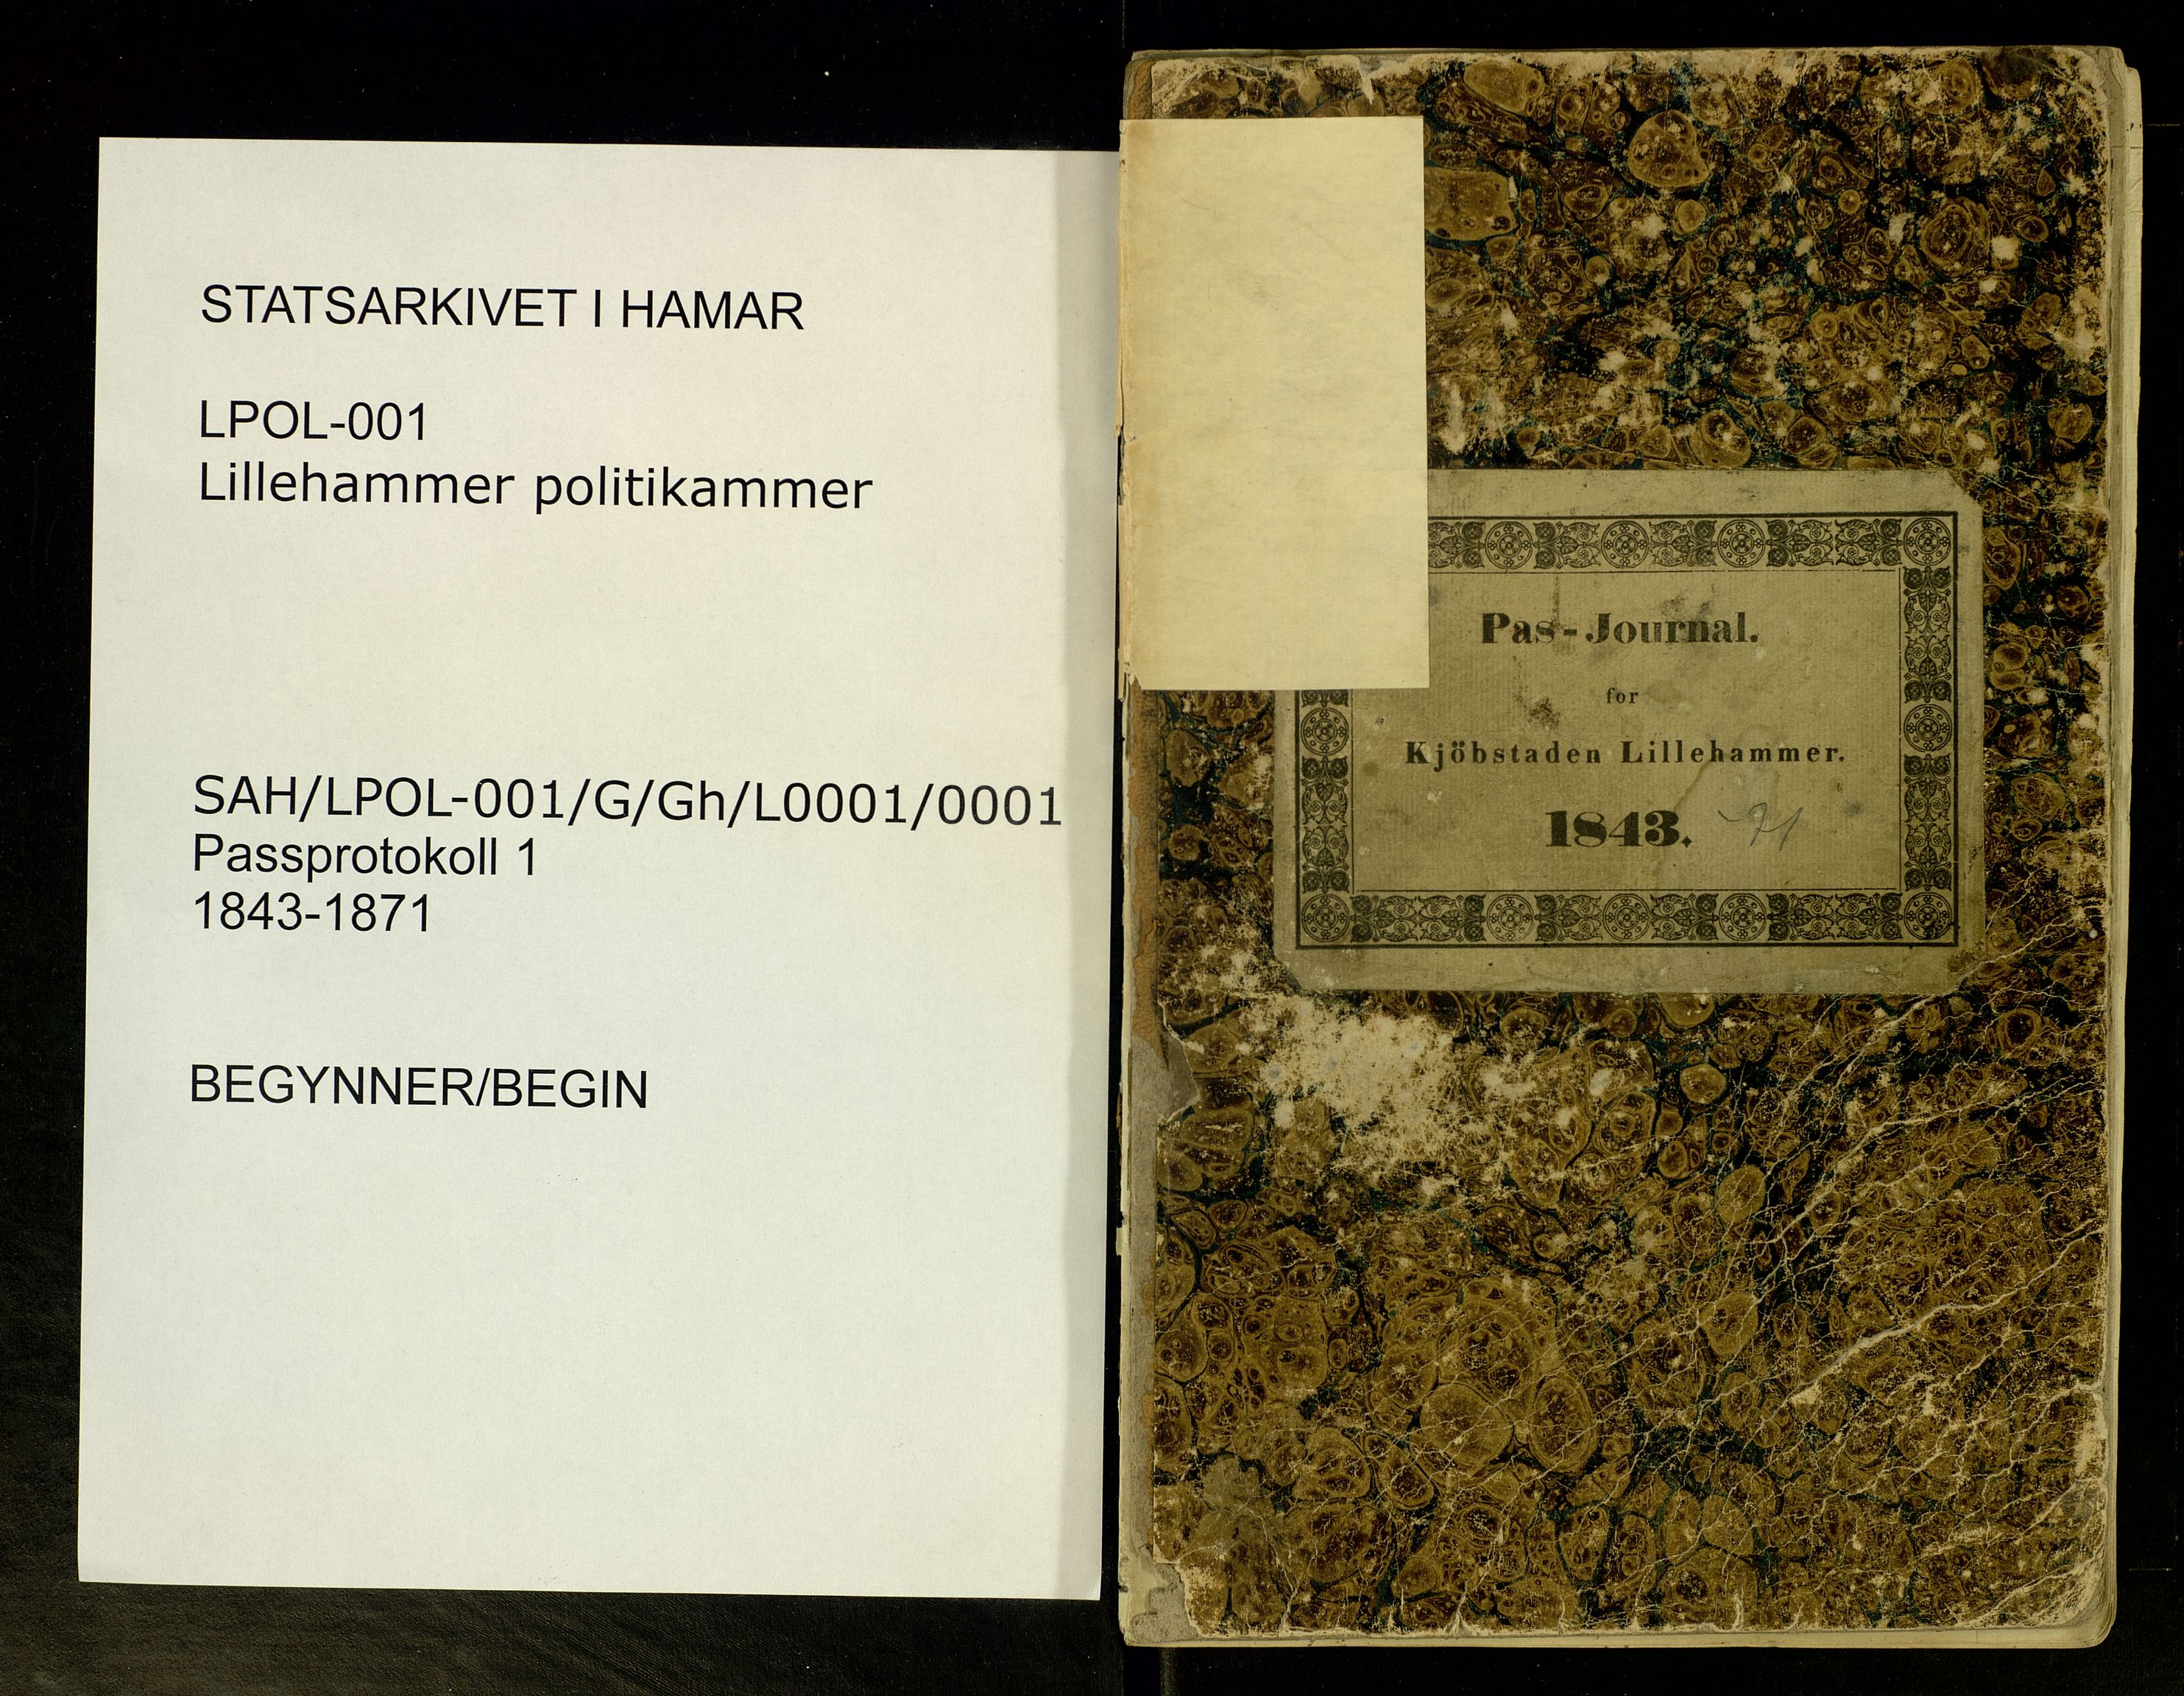 STATSARKIVET I HAMAR
LPOL-001
Lillehammer politikammer
SAH/LPOL-001/G/Gh/L0001/0001
Passprotokoll 1
1843-1871
BEGYNNER/BEGIN
Pas-Journal.
for
Kjöbstaden Lillehammer.
1843. -71